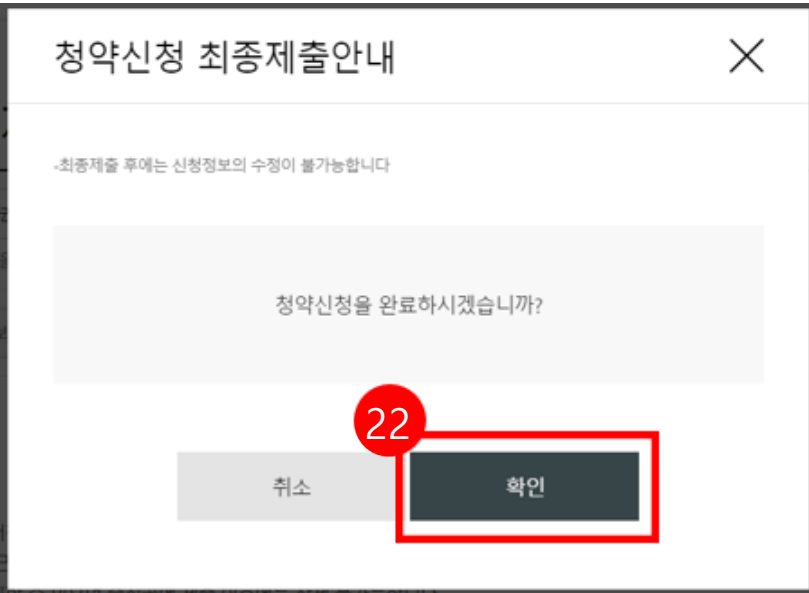 청약신청 최종제출안내
-최종제출 후에는 신청정보의 수정이 불가능합니다
청약신청을 완료하시겠습니까?
22
취소
확인